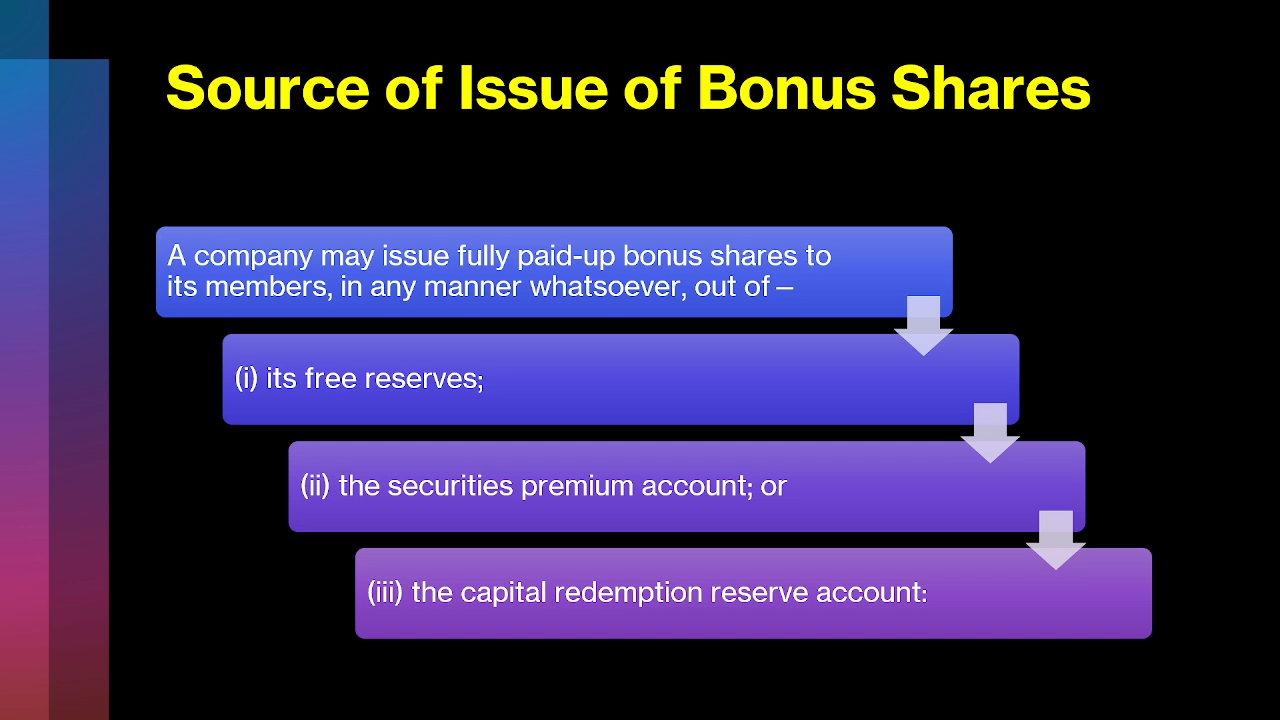 Source of Issue of Bonus Shares
A company may issue fully paid-up bonus shares to
its members, in any manner whatsoever, out of —
(i) its free reserves;
(ii) the securities premium account; or
(iii) the capital redemption reserve account: